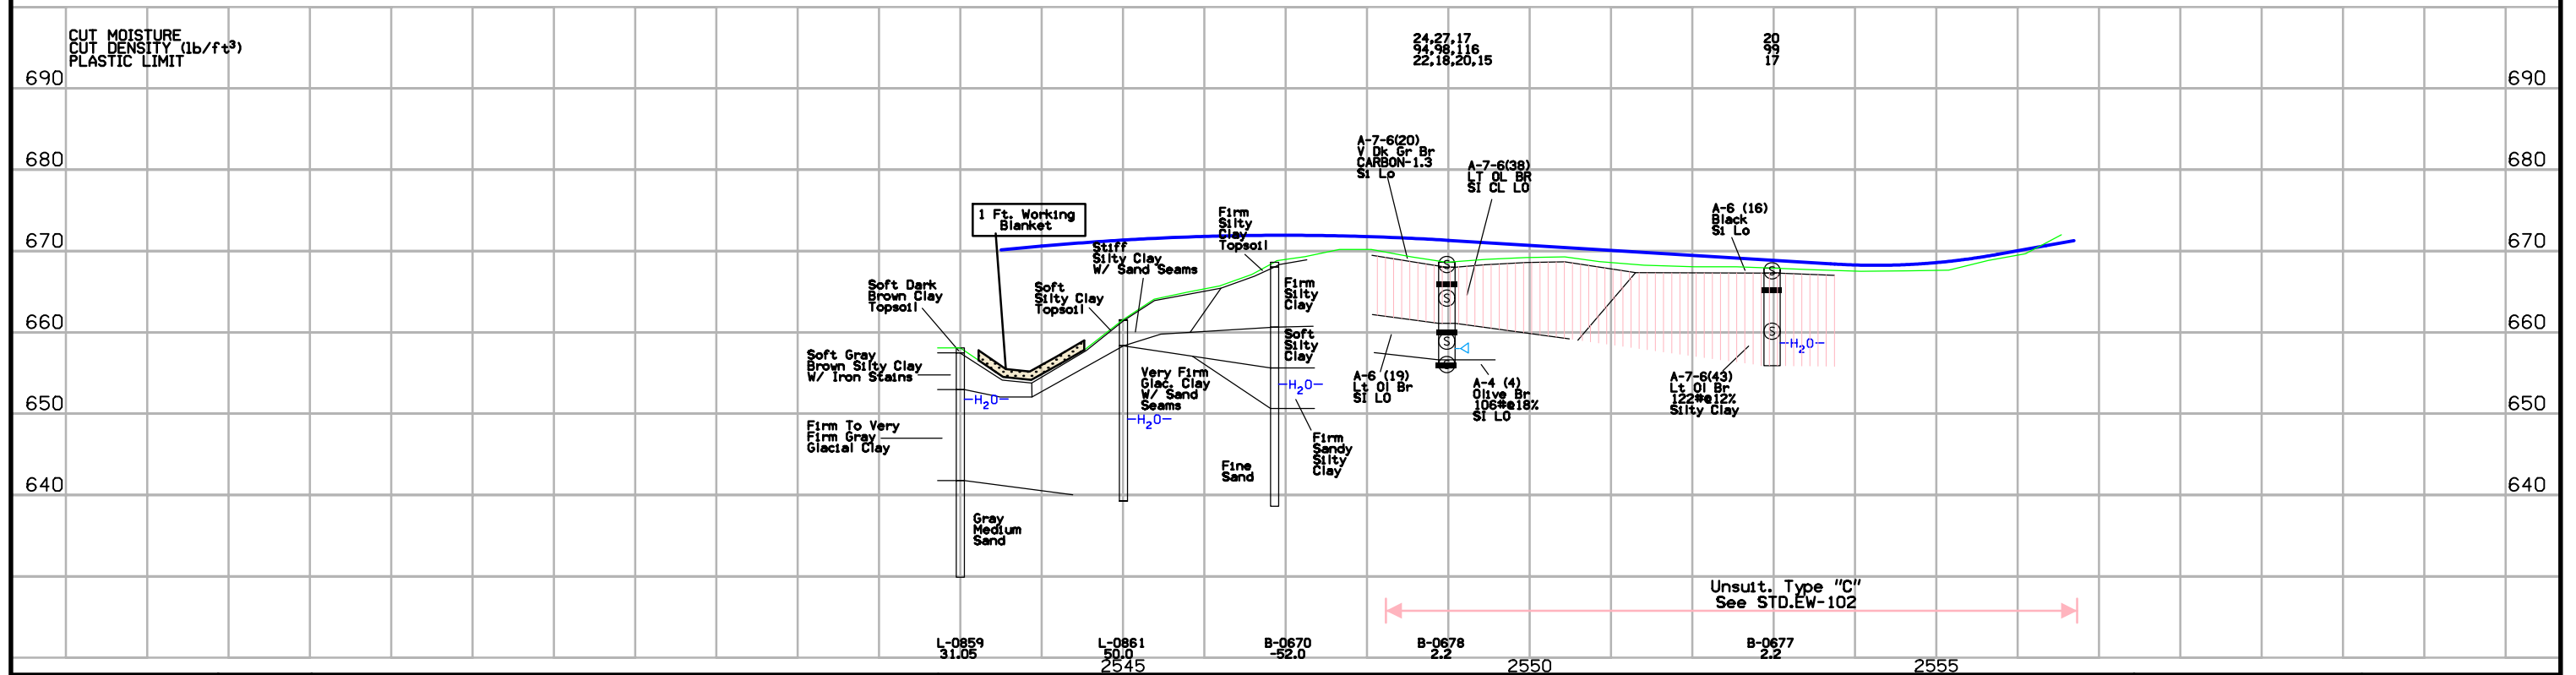 CUT MOISTURE
CUT DENSITY (lb/ft³)
PLASTIC LIMIT
24,27,17
94,98,116
22,18,20,15
20
99
17
690
690
680
680
670
670
660
660
650
650
640
640
A-7-6(20)
V Dk Gr Br
CARBON-1.3
Si Lo
A-7-6(38)
LT OL BR
SI CL LO
A-6 (16)
Black
Si Lo
1 Ft. Working
Blanket
Firm
Silty
Clay
Topsoil
Stiff
Silty Clay
W/ Sand Seams
Soft Dark
Brown Clay
Topsoil
Soft
Silty Clay
Topsoil
Firm
Silty
Clay
Soft
Silty
Clay
Soft Gray
Brown Silty Clay
W/ Iron Stains
Very Firm
Glac. Clay
W/ Sand
Seams
Firm To Very
Firm Gray
Glacial Clay
Gray
Medium
Sand
Fine
Sand
Firm
Sandy
Silty
Clay
-H₂O-
-H₂O-
-H₂O-
-H₂O-
S
S
S
S
S
S
A-6 (19)
Lt Ol Br
SI LO
A-4 (4)
Olive Br
106#@18%
SI LO
A-7-6(43)
Lt Ol Br
122#@12%
Silty Clay
Unsuit. Type "C"
See STD.EW-102
L-0859
31.05
L-0861
50.0
B-0670
-52.0
B-0678
2.2
B-0677
2.2
2545
2550
2555